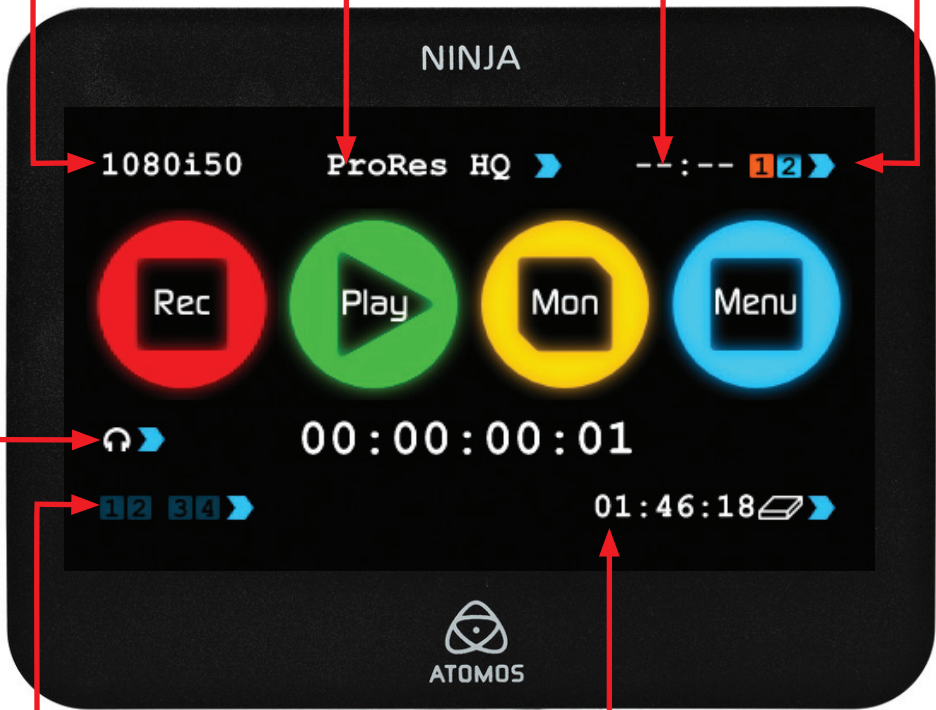 NINJA
1080i50 ProRes HQ --:-- 1 2
Rec Play Mon Menu
00:00:00:01
1 2 3 4 01:46:18
ATOMOS